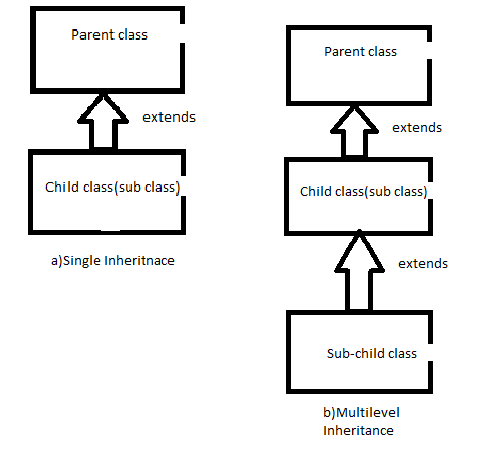 Parent class
extends
Child class(sub class)
a)Single Inheritnace
Parent class
extends
Child class(sub class)
extends
Sub-child class
b)Multilevel
Inheritance